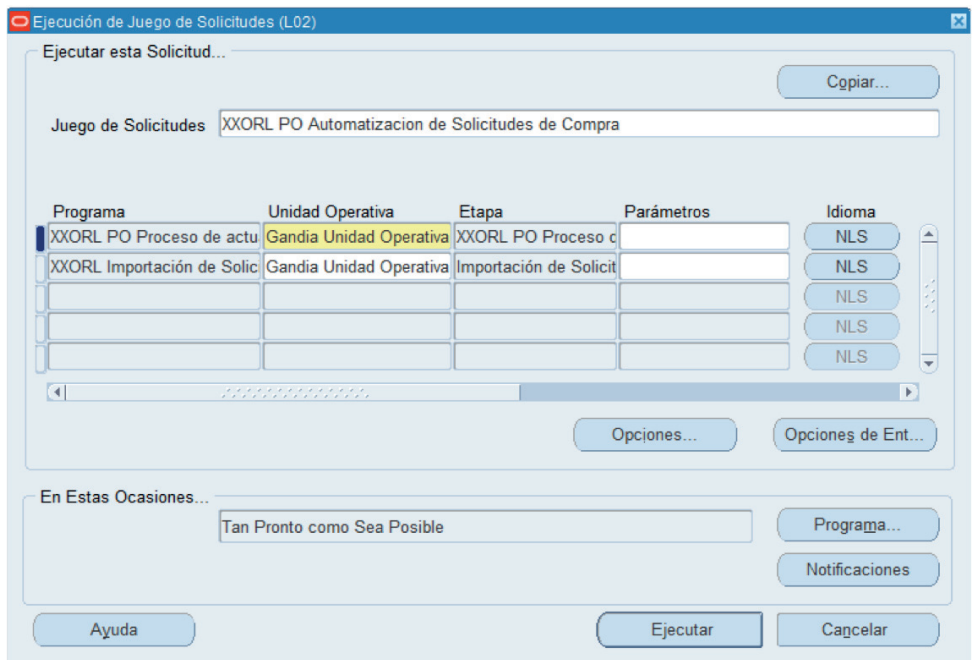 Ejecución de Juego de Solicitudes (L02)
Ejecutar esta Solicitud...
Copiar...
Juego de Solicitudes XXORL PO Automatizacion de Solicitudes de Compra
Programa Unidad Operativa Etapa Parámetros Idioma
XXORL PO Proceso de actu Gandia Unidad Operativa XXORL PO Proceso d NLS
XXORL Importación de Solic Gandia Unidad Operativa Importación de Solicit NLS
NLS
NLS
NLS
Opciones... Opciones de Ent...
En Estas Ocasiones...
Tan Pronto como Sea Posible Programa...
Notificaciones
Ayuda Ejecutar Cancelar